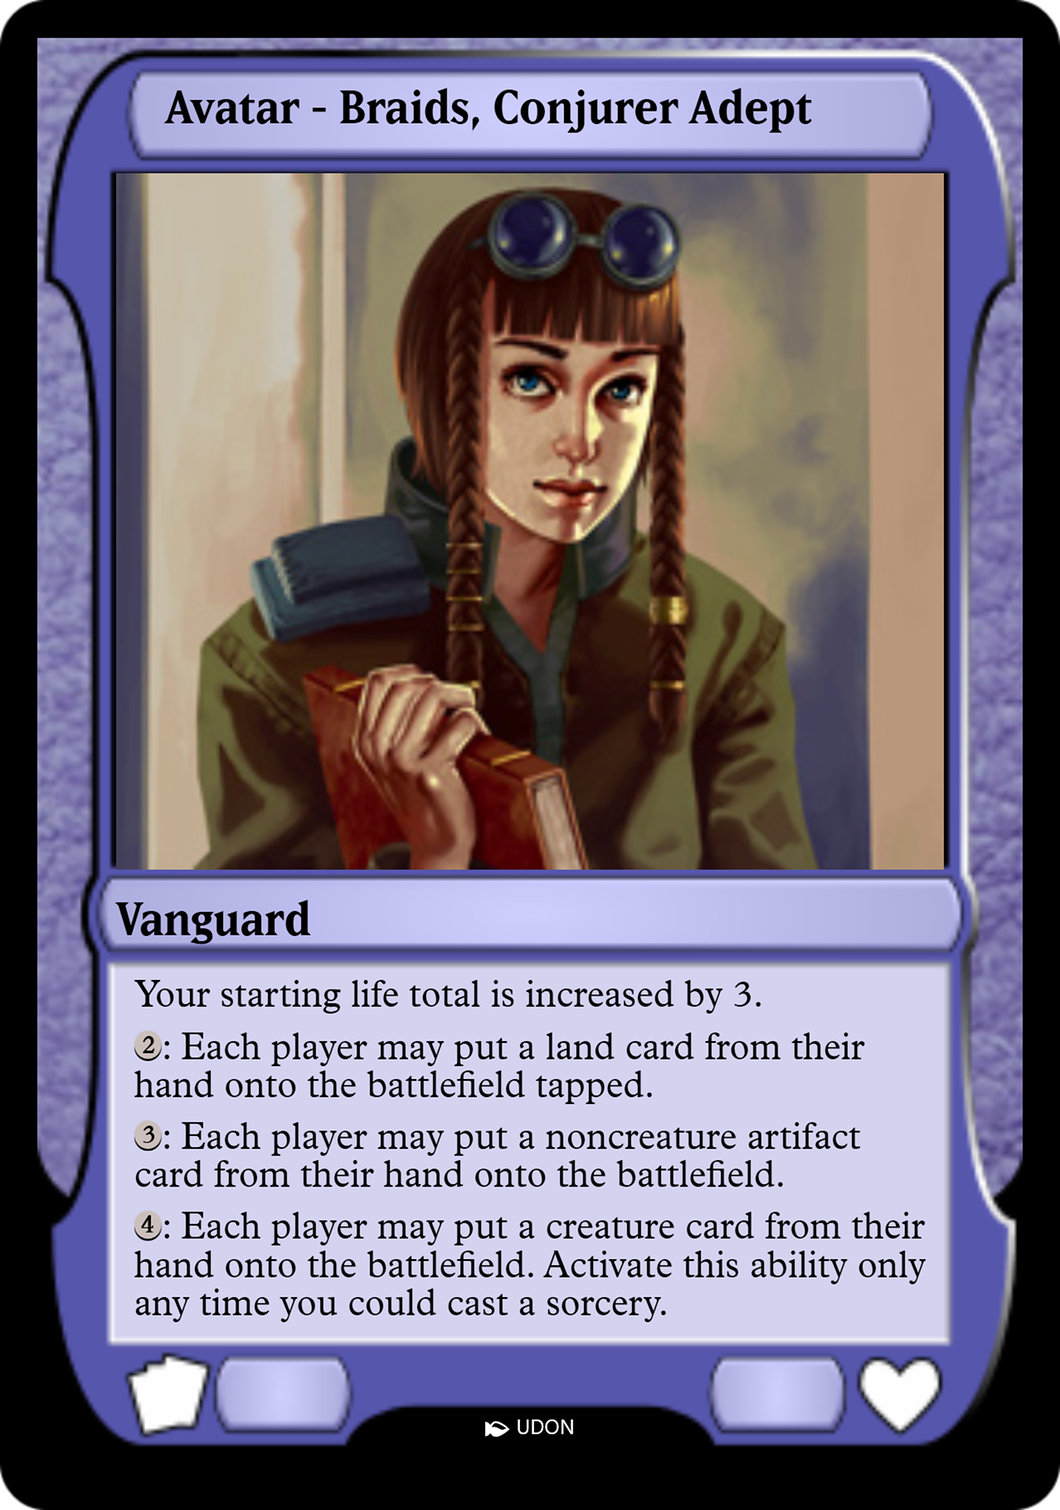 Avatar - Braids, Conjurer Adept
Vanguard
Your starting life total is increased by 3.
2: Each player may put a land card from their
hand onto the battlefield tapped.
3: Each player may put a noncreature artifact
card from their hand onto the battlefield.
4: Each player may put a creature card from their
hand onto the battlefield. Activate this ability only
any time you could cast a sorcery.
UDON